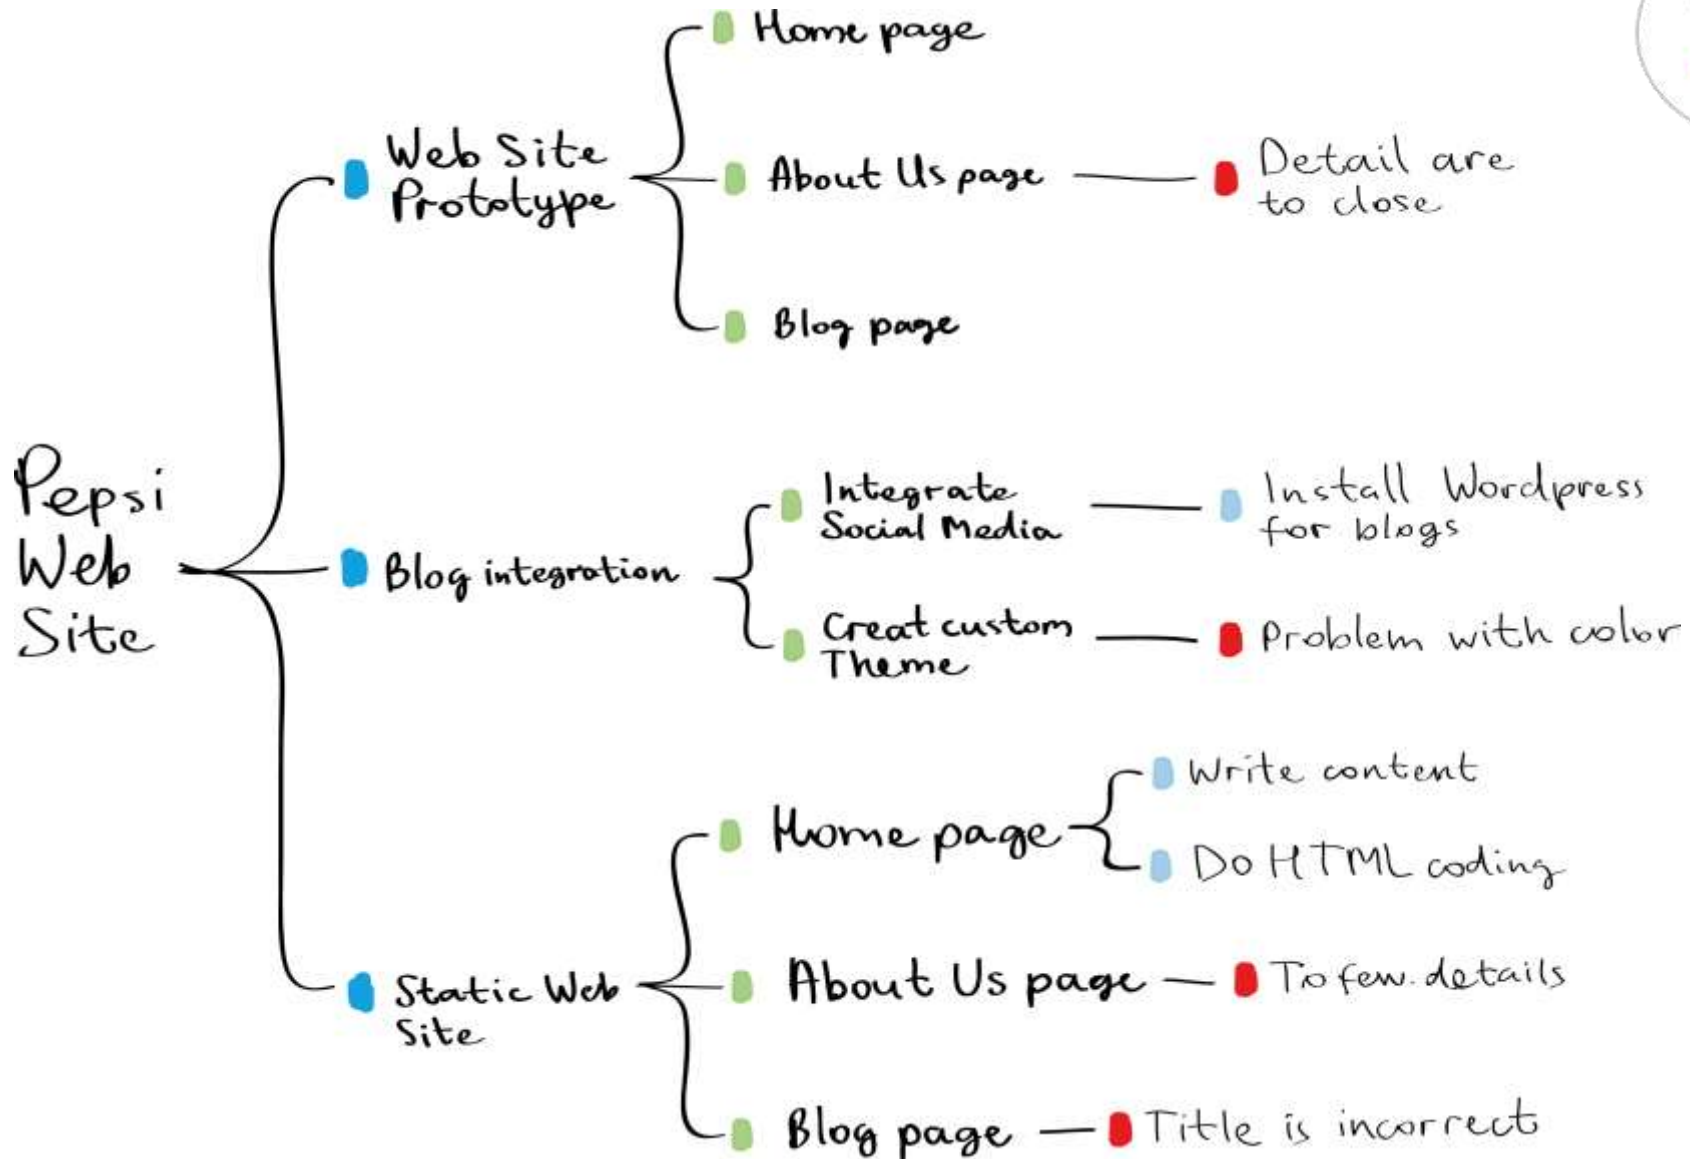 Home page
Web Site
Prototype
About Us page
Detail are
to close
Blog page
Pepsi
Web
Site
Blog integration
Integrate
Social Media
Install Wordpress
for blogs
Creat custom
Theme
Problem with color
Static Web
Site
Home page
Write content
Do HTML coding
About Us page
To few details
Blog page
Title is incorrect